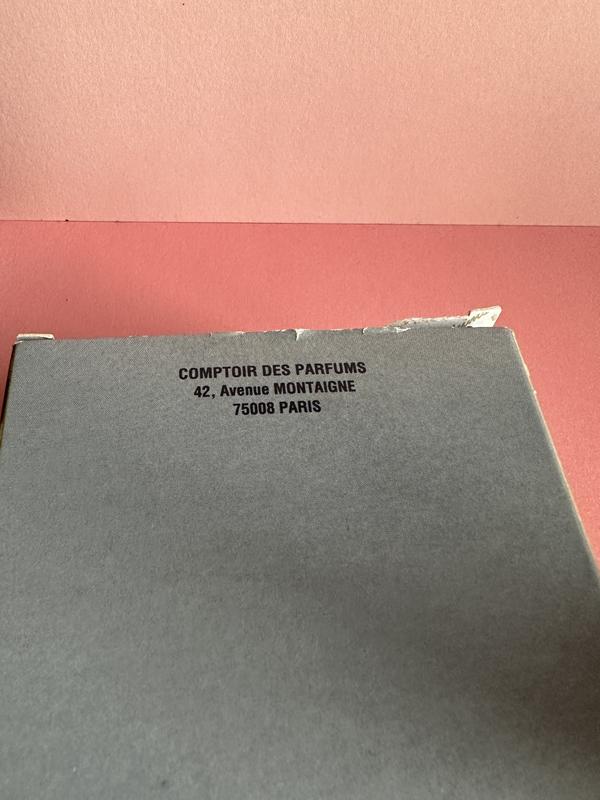 COMPTOIR DES PARFUMS
42, Avenue MONTAIGNE
75008 PARIS